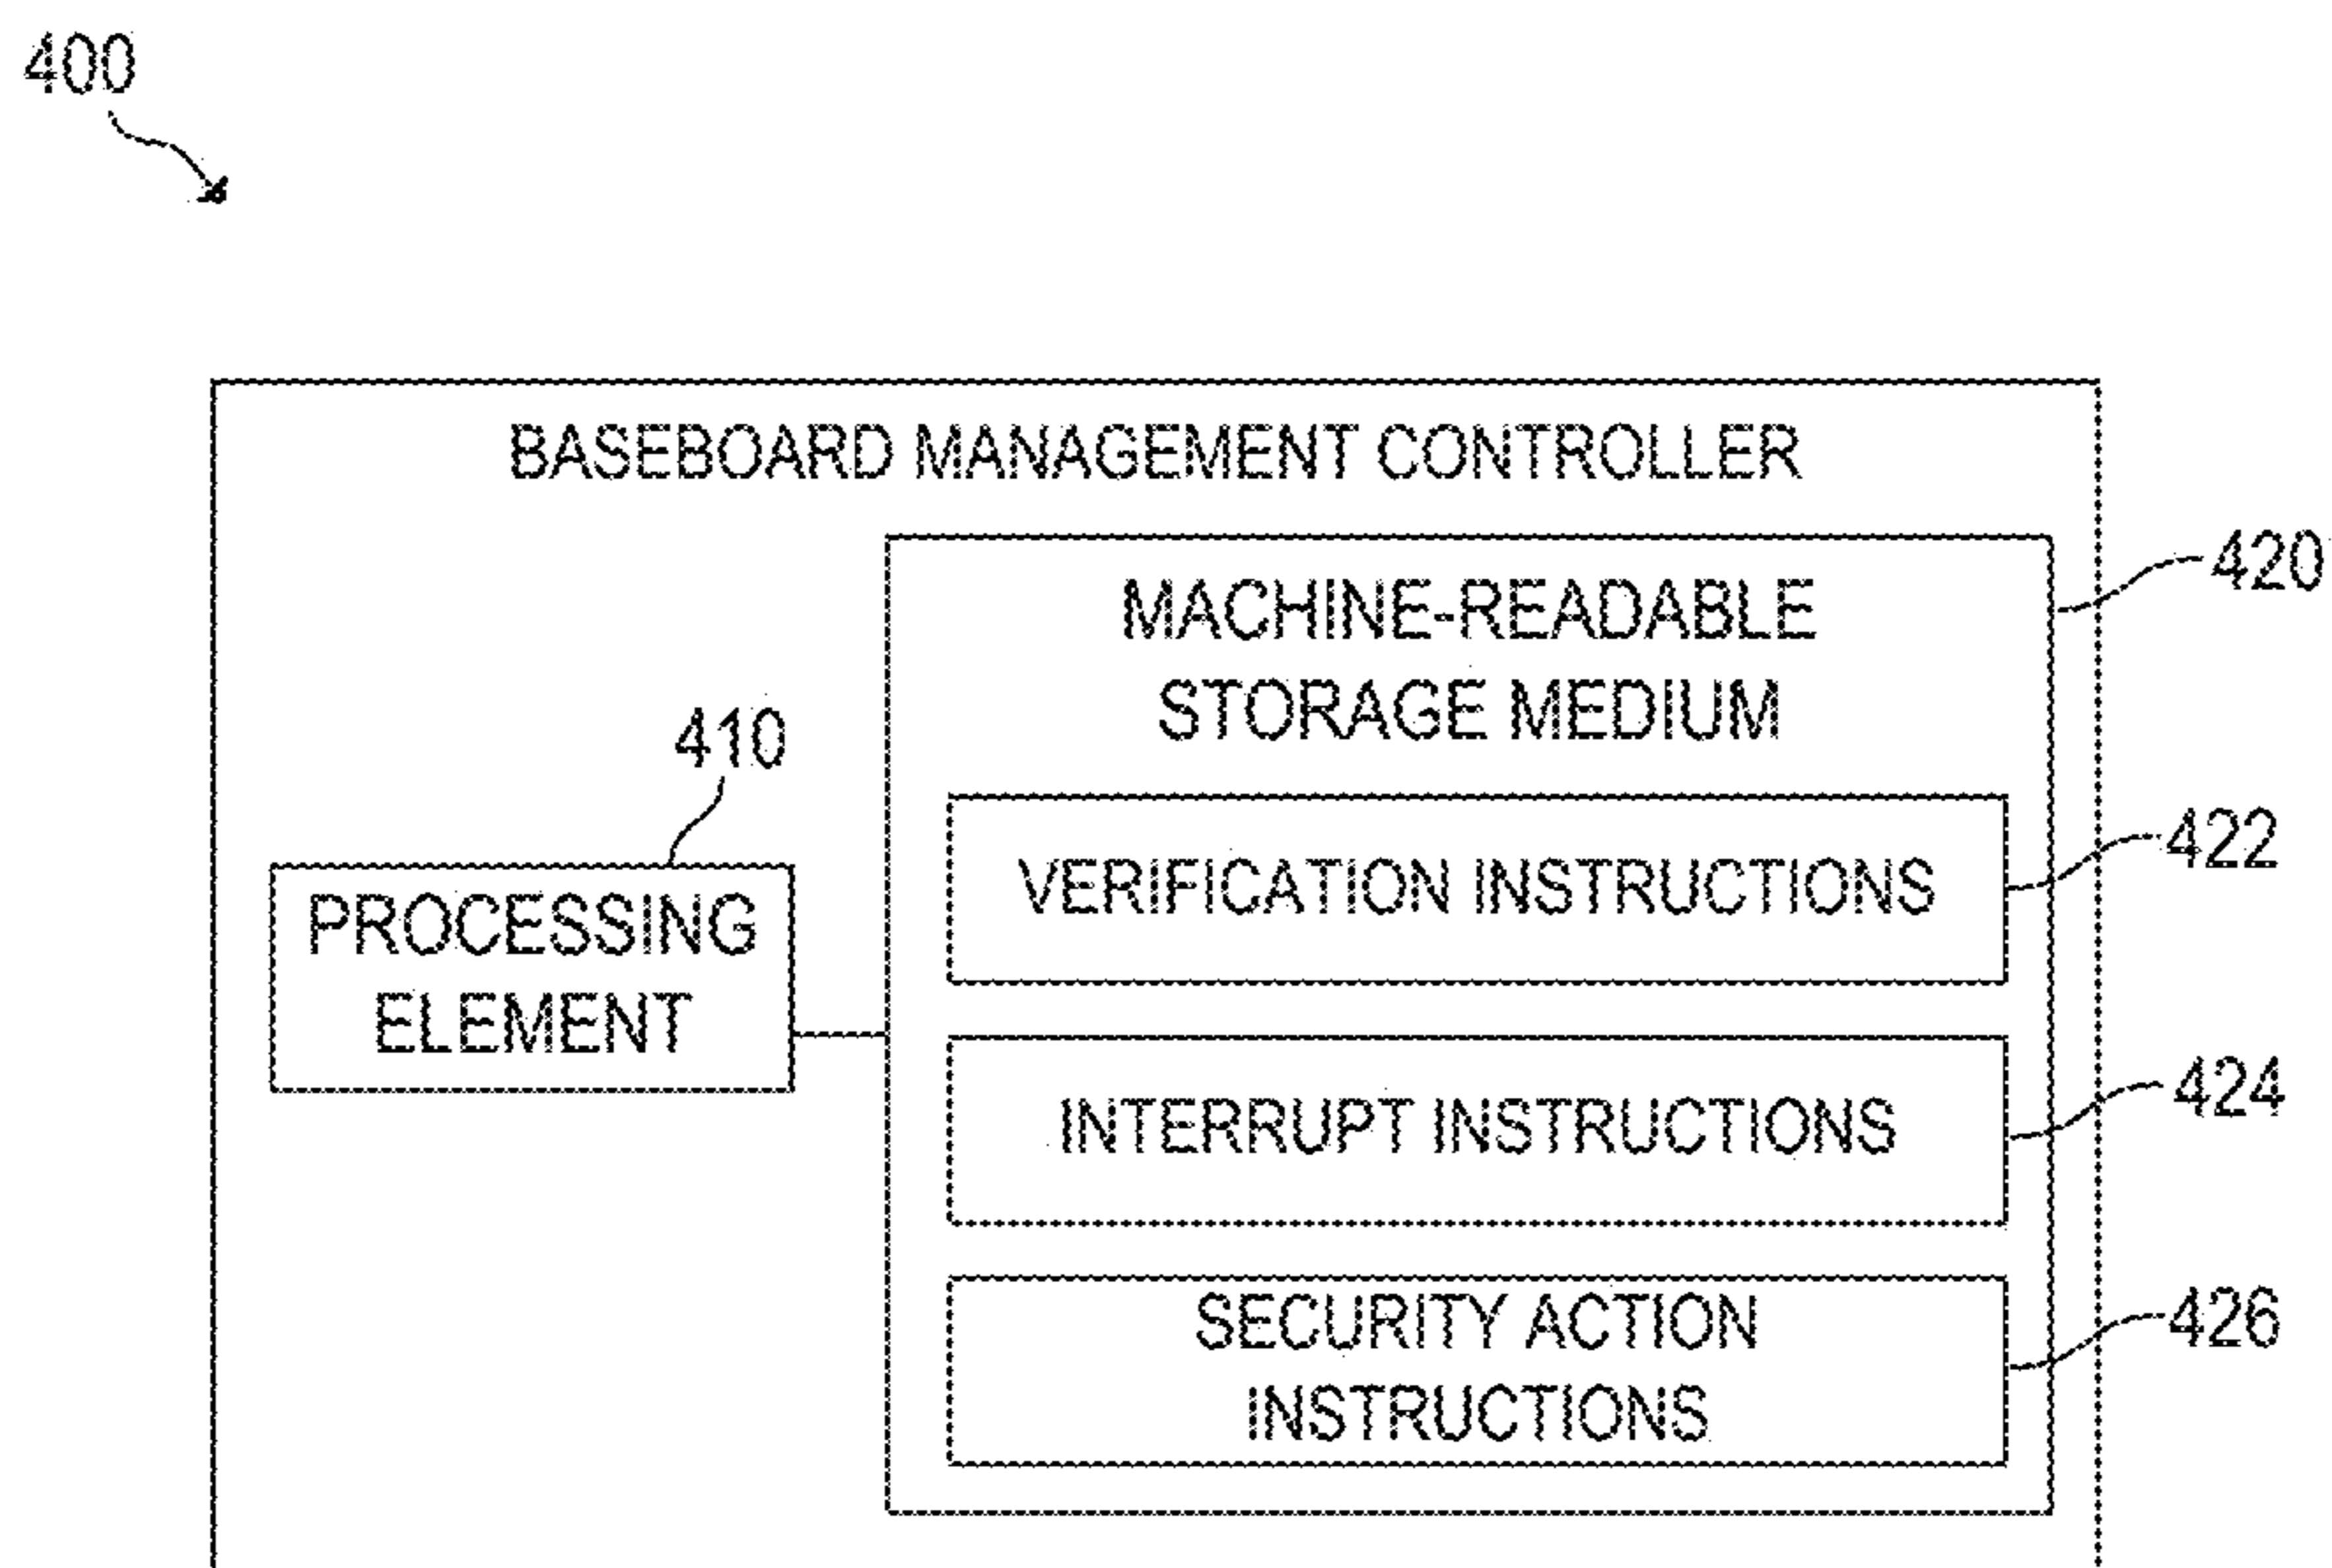 400
BASEBOARD MANAGEMENT CONTROLLER
420
MACHINE-READABLE
STORAGE MEDIUM
410
422
VERIFICATION INSTRUCTIONS
PROCESSING
ELEMENT
424
INTERRUPT INSTRUCTIONS
426
SECURITY ACTION
INSTRUCTIONS